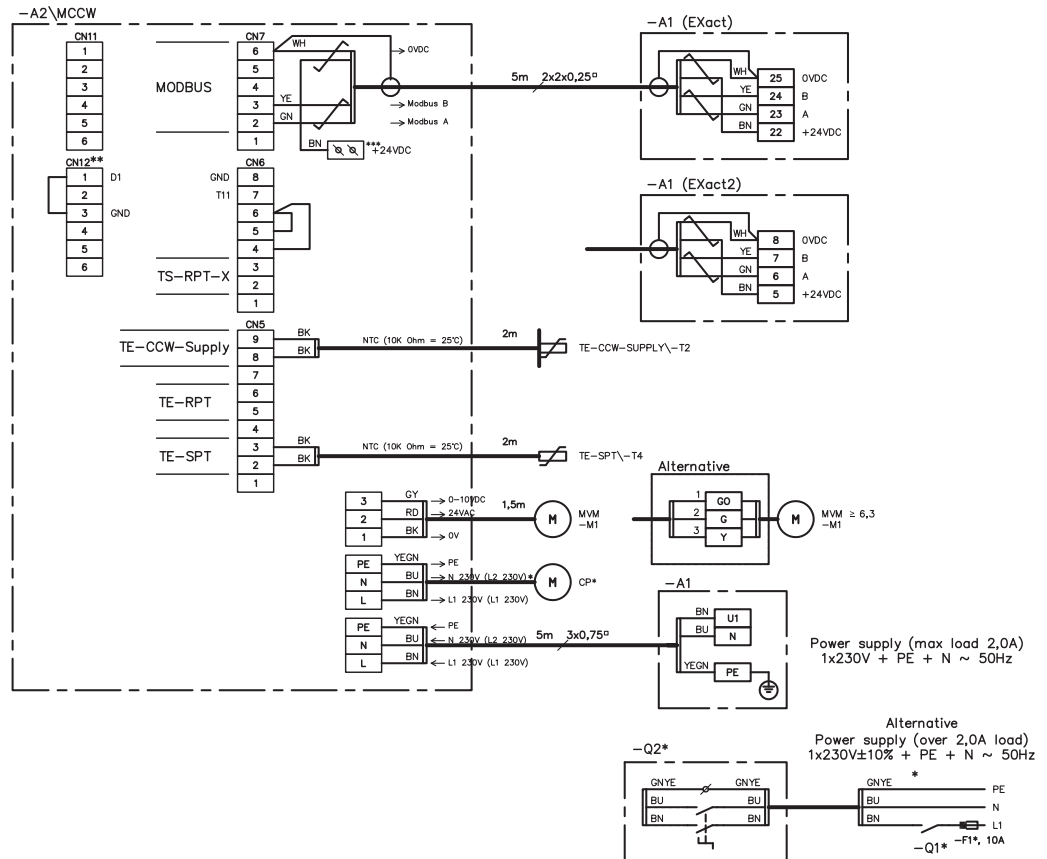 -A2\MCCW
CN11
1
2
3
4
5
6
CN12**
1 D1
2
3 GND
4
5
6
MODBUS
CN7
6 WH
5
4
3 YE
2 GN
1
BN
→ 0VDC
→ Modbus B
→ Modbus A
***+24VDC
5m 2x2x0,25¤
-A1 (EXact)
WH 25 0VDC
YE 24 B
GN 23 A
BN 22 +24VDC
CN6
GND 8
T11 7
6
5
4
TS-RPT-X 3
2
1
-A1 (EXact2)
WH 8 0VDC
YE 7 B
GN 6 A
BN 5 +24VDC
CN5
TE-CCW-Supply
9 BK
8 BK
7
TE-RPT
6
5
4
TE-SPT
3 BK
2 BK
1
NTC (10K Ohm = 25°C) 2m
TE-CCW-SUPPLY\-T2
NTC (10K Ohm = 25°C) 2m
TE-SPT\-T4
3 GY → 0-10VDC
2 RD → 24VAC
1 BK → 0V
1,5m
M
MVM
-M1
Alternative
1 G0
2 G
3 Y
M
MVM ≥ 6,3
-M1
PE YEGN → PE
N BU → N 230V (L2 230V)*
L BN → L1 230V (L1 230V)
M
CP*
PE YEGN ← PE
N BU ← N 230V (L2 230V)
L BN ← L1 230V (L1 230V)
5m 3x0,75¤
-A1
BN U1
BU N
YEGN PE
Power supply (max load 2,0A)
1x230V + PE + N ~ 50Hz
Alternative
Power supply (over 2,0A load)
1x230V±10% + PE + N ~ 50Hz
-Q2*
GNYE GNYE
BU BU
BN BN
*
GNYE PE
BU N
BN L1
-Q1*
-F1*, 10A